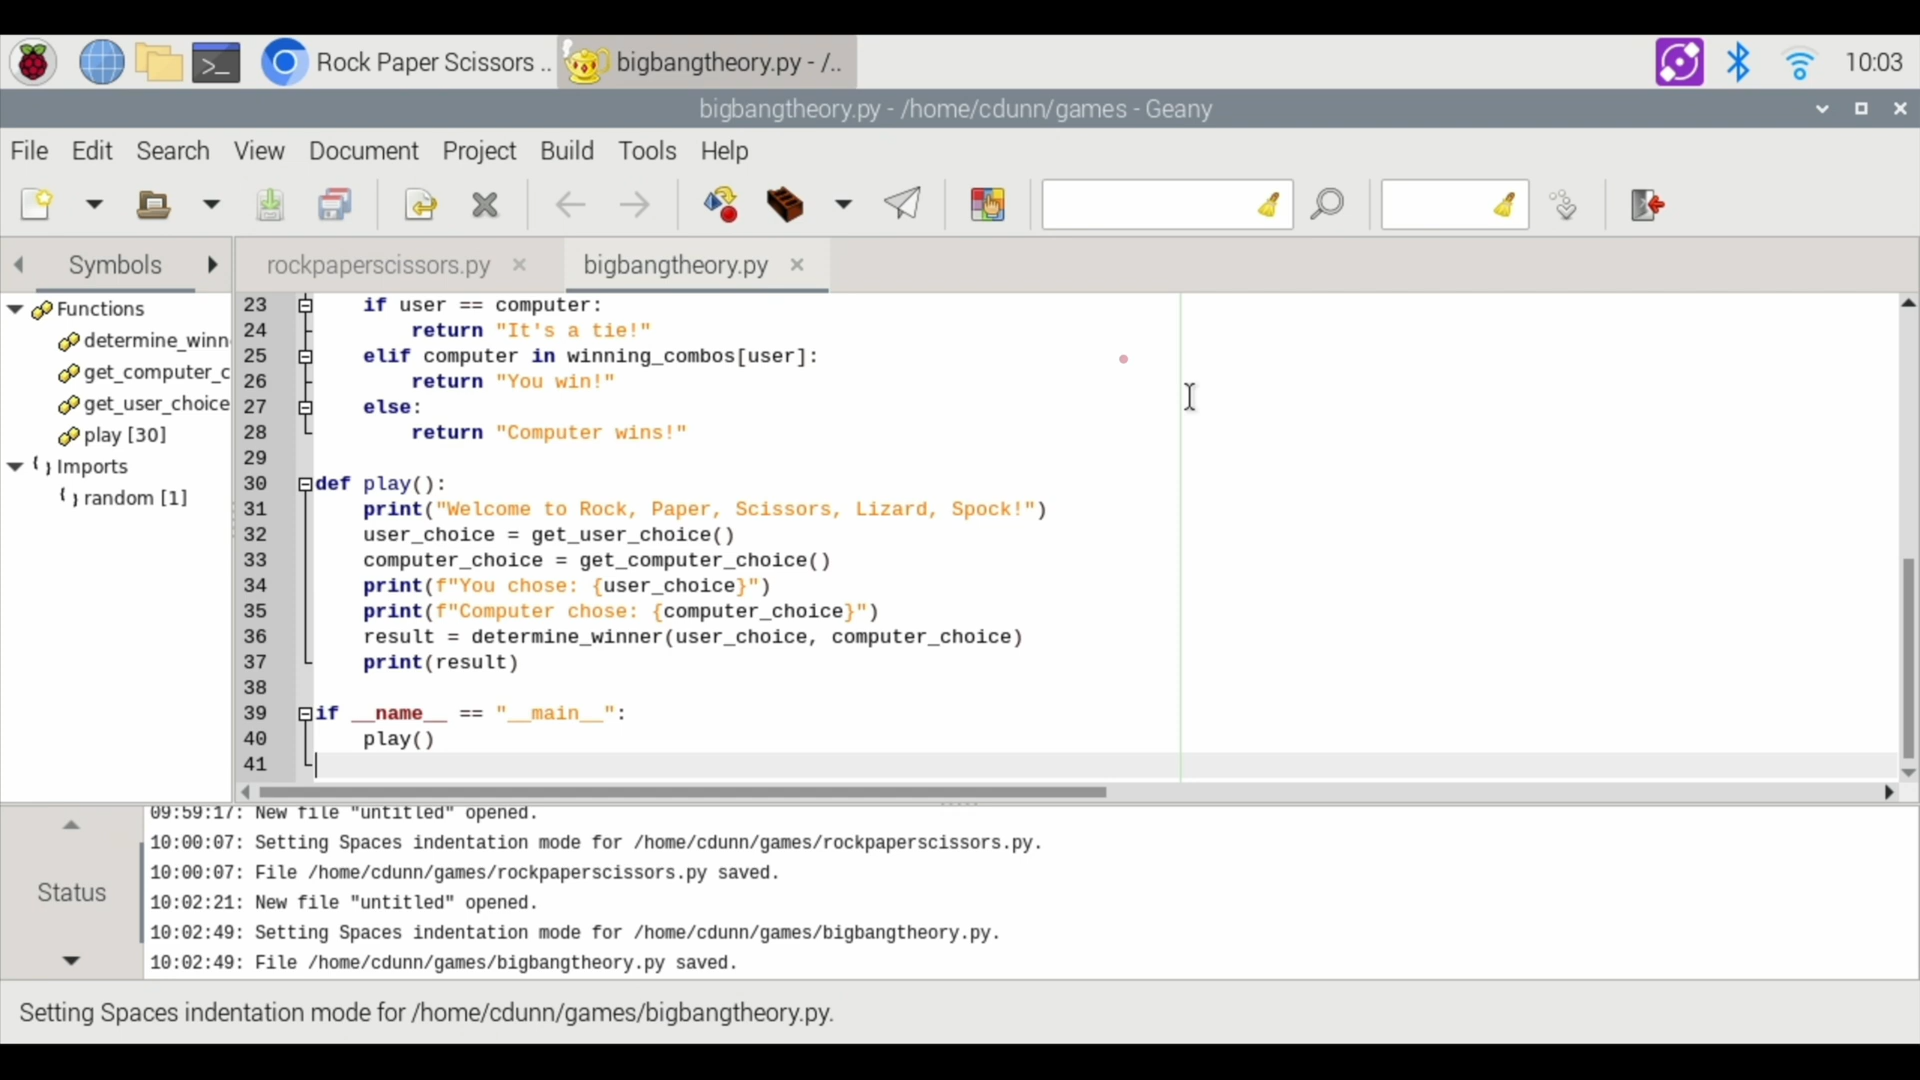 Rock Paper Scissors ..
bigbangtheory.py - /..
10:03
bigbangtheory.py - /home/cdunn/games - Geany
File Edit Search View Document Project Build Tools Help
Symbols
rockpaperscissors.py
bigbangtheory.py
Functions
determine_winn
get_computer_c
get_user_choice
play [30]
Imports
random [1]
23 if user == computer:
24 return "It's a tie!"
25 elif computer in winning_combos[user]:
26 return "You win!"
27 else:
28 return "Computer wins!"
29
30 def play():
31 print("Welcome to Rock, Paper, Scissors, Lizard, Spock!")
32 user_choice = get_user_choice()
33 computer_choice = get_computer_choice()
34 print(f"You chose: {user_choice}")
35 print(f"Computer chose: {computer_choice}")
36 result = determine_winner(user_choice, computer_choice)
37 print(result)
38
39 if __name__ == "__main__":
40 play()
41
Status
09:59:17: New file "untitled" opened.
10:00:07: Setting Spaces indentation mode for /home/cdunn/games/rockpaperscissors.py.
10:00:07: File /home/cdunn/games/rockpaperscissors.py saved.
10:02:21: New file "untitled" opened.
10:02:49: Setting Spaces indentation mode for /home/cdunn/games/bigbangtheory.py.
10:02:49: File /home/cdunn/games/bigbangtheory.py saved.
Setting Spaces indentation mode for /home/cdunn/games/bigbangtheory.py.